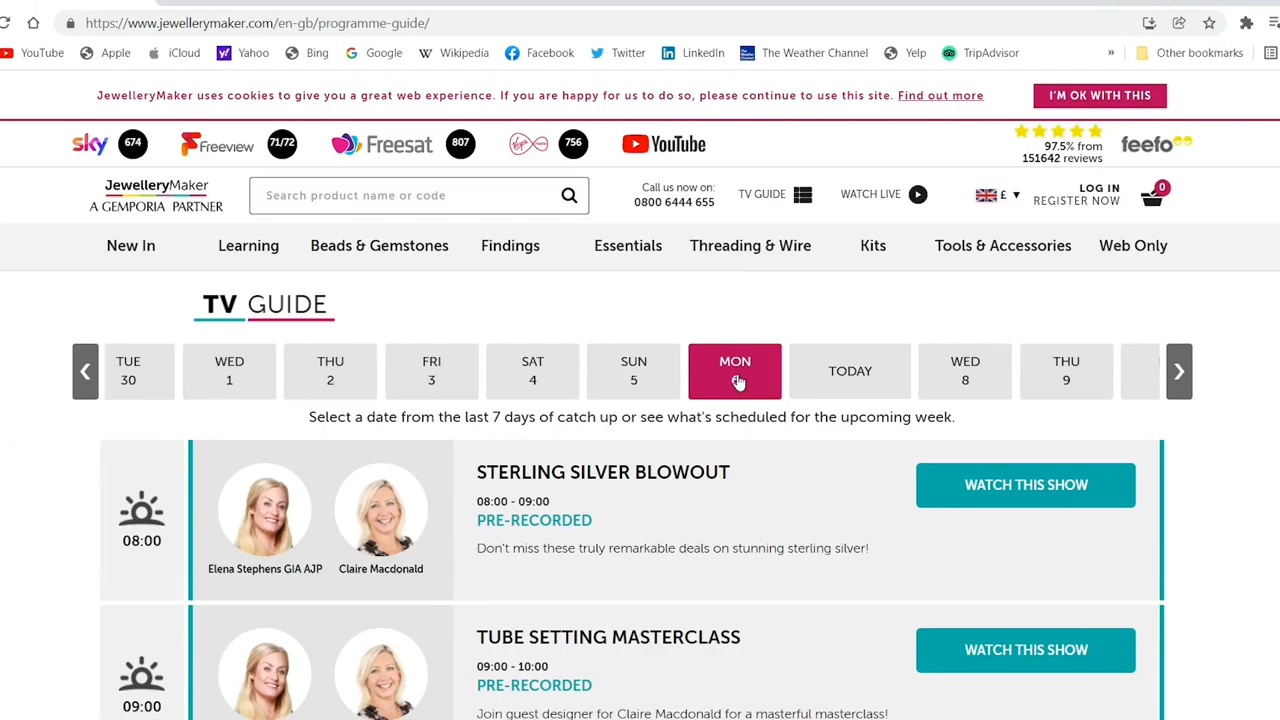 https://www.jewellerymaker.com/en-gb/programme-guide/
YouTube Apple iCloud Yahoo Bing Google Wikipedia Facebook Twitter LinkedIn The Weather Channel Yelp TripAdvisor » Other bookmarks
JewelleryMaker uses cookies to give you a great web experience. If you are happy for us to do so, please continue to use this site. Find out more
I'M OK WITH THIS
sky 674 Freeview 71/72 Freesat 807 756 YouTube
97.5% from
151642 reviews
feefo
JewelleryMaker
A GEMPORIA PARTNER
Search product name or code
Call us now on:
0800 6444 655
TV GUIDE
WATCH LIVE
£ ▼
LOG IN
REGISTER NOW
0
New In Learning Beads & Gemstones Findings Essentials Threading & Wire Kits Tools & Accessories Web Only
TV GUIDE
TUE WED THU FRI SAT SUN MON TODAY WED THU
30 1 2 3 4 5 8 9
Select a date from the last 7 days of catch up or see what's scheduled for the upcoming week.
08:00
Elena Stephens GIA AJP Claire Macdonald
STERLING SILVER BLOWOUT
08:00 - 09:00
PRE-RECORDED
Don't miss these truly remarkable deals on stunning sterling silver!
WATCH THIS SHOW
09:00
TUBE SETTING MASTERCLASS
09:00 - 10:00
PRE-RECORDED
Join guest designer for Claire Macdonald for a masterful masterclass!
WATCH THIS SHOW